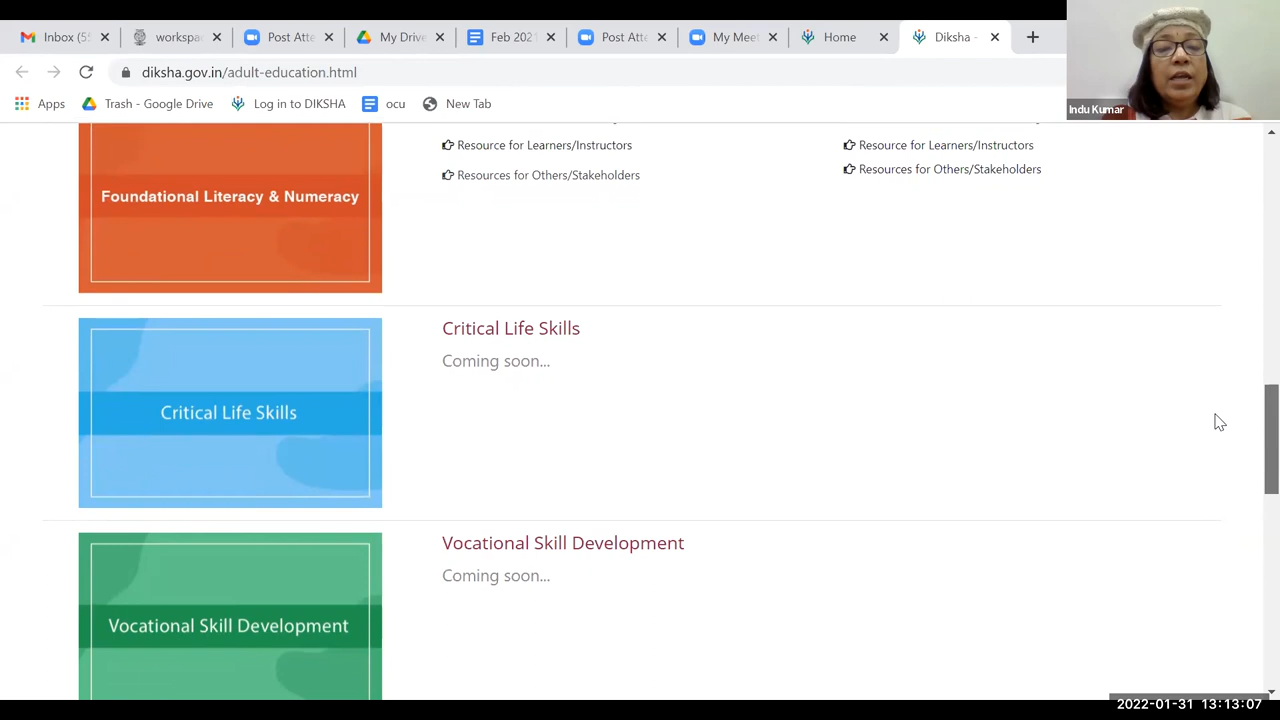 Inbox (5
workspa
Post Atte
My Drive
Feb 202
Post Atte
My Meet
Home
Diksha -
diksha.gov.in/adult-education.html
Apps
Trash - Google Drive
Log in to DIKSHA
ocu
New Tab
Indu Kumar
Resource for Learners/Instructors
Resource for Learners/Instructors
Resources for Others/Stakeholders
Resources for Others/Stakeholders
Foundational Literacy & Numeracy
Critical Life Skills
Coming soon...
Critical Life Skills
Vocational Skill Development
Coming soon...
Vocational Skill Development
2022-01-31 13:13:07